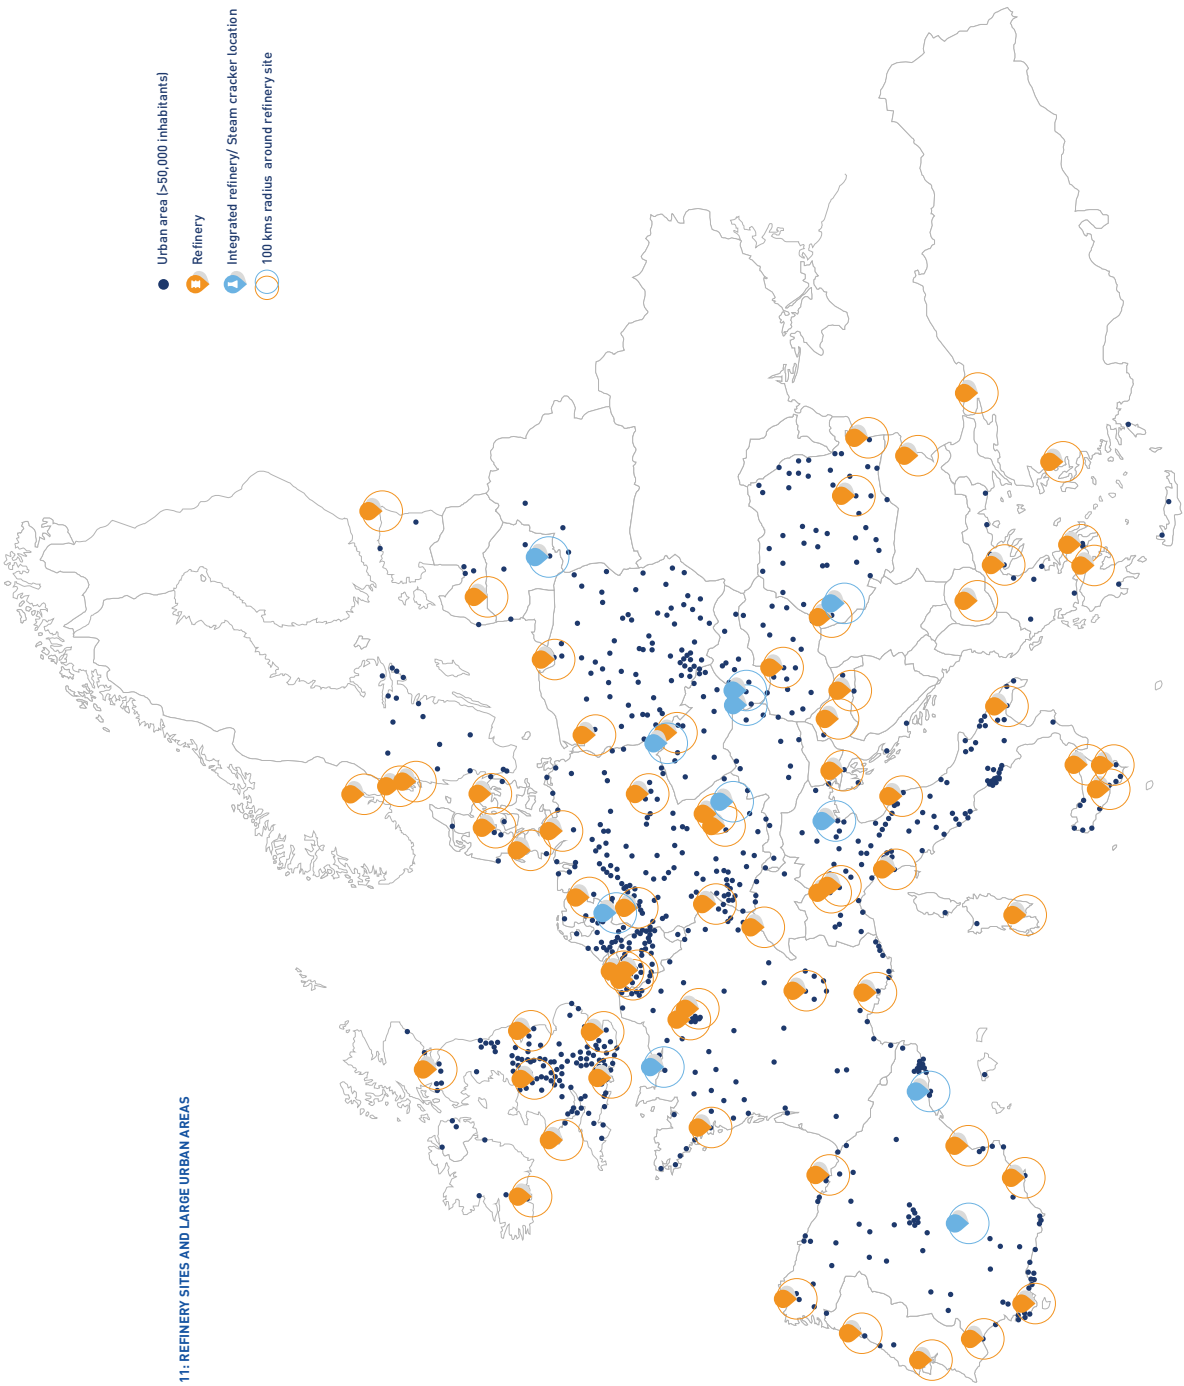 11: REFINERY SITES AND LARGE URBAN AREAS
Urban area (>50,000 inhabitants)
Refinery
Integrated refinery/ Steam cracker location
100 kms radius around refinery site